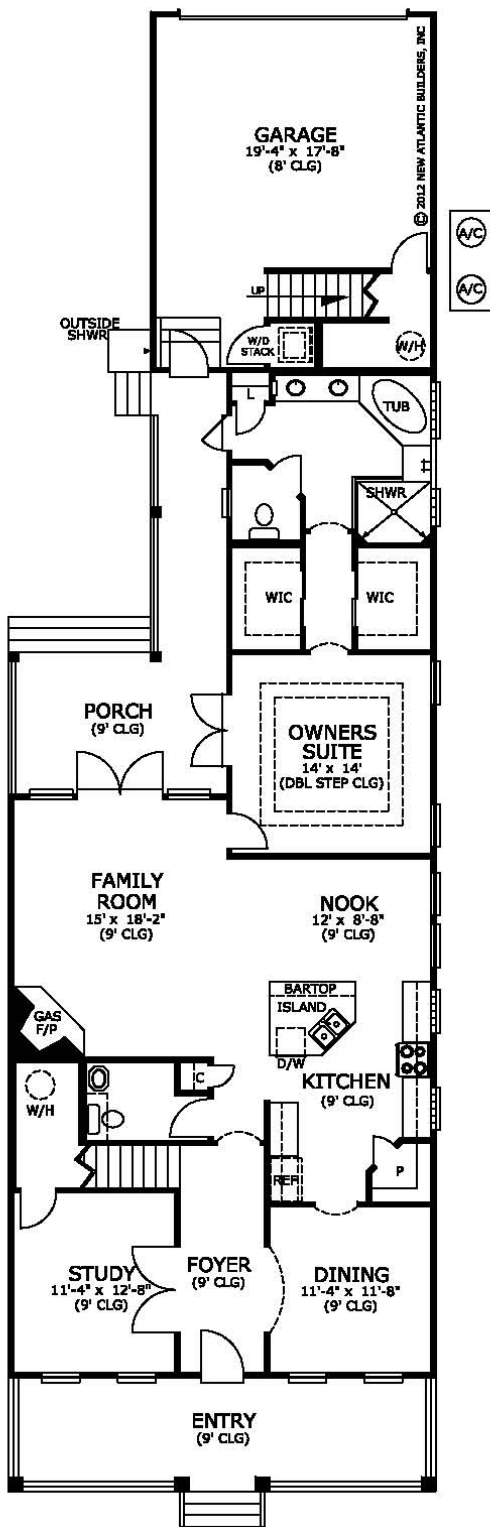 GARAGE
19'-4" x 17'-8"
(8' CLG)
© 2012 NEW ATLANTIC BUILDERS, INC
A/C
A/C
UP
OUTSIDE
SHWR
W/D
STACK
W/H
L
TUB
SHWR
WIC
WIC
PORCH
(9' CLG)
OWNERS
SUITE
14' x 14'
(DBL STEP CLG)
FAMILY
ROOM
15' x 18'-2"
(9' CLG)
NOOK
12' x 8'-8"
(9' CLG)
BARTOP
ISLAND
GAS
F/P
D/W
KITCHEN
(9' CLG)
C
W/H
REF
P
STUDY
11'-4" x 12'-8"
(9' CLG)
FOYER
(9' CLG)
DINING
11'-4" x 11'-8"
(9' CLG)
ENTRY
(9' CLG)